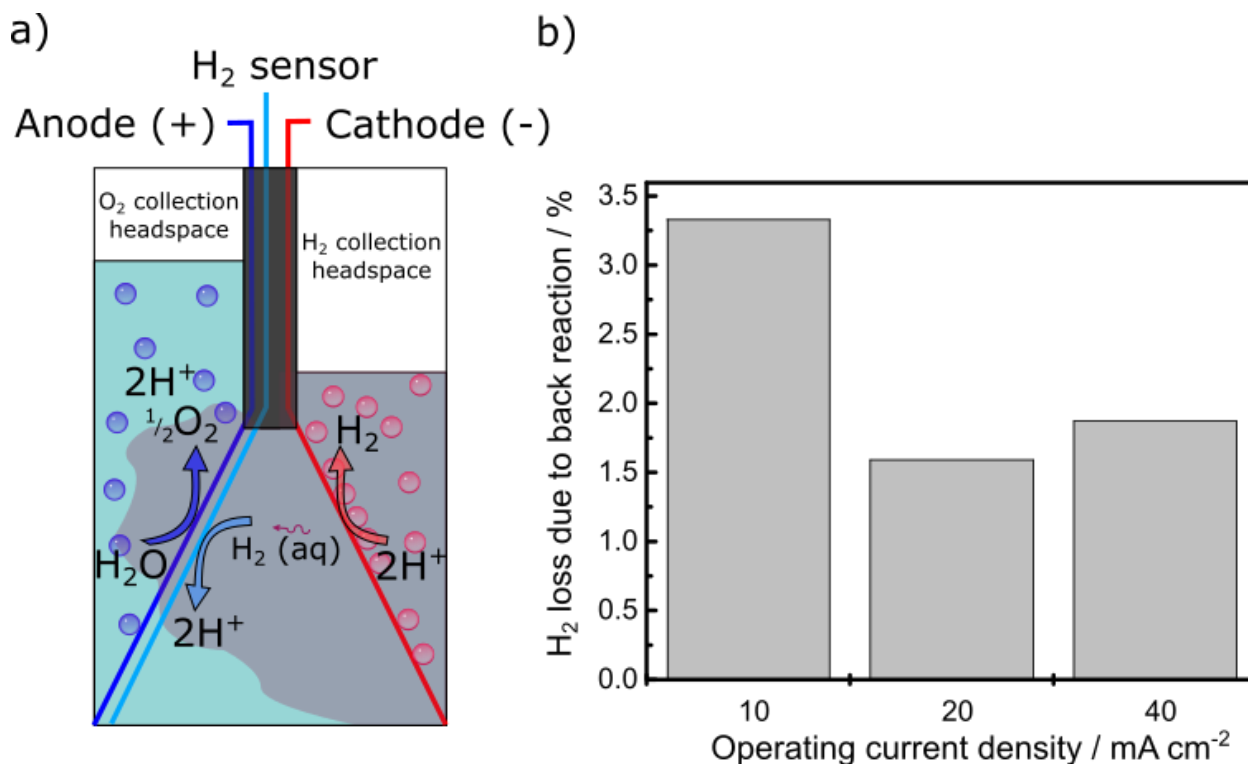 a)
H₂ sensor
Anode (+)
Cathode (-)
O₂ collection
headspace
H₂ collection
headspace
2H⁺
½O₂
H₂
H₂O
H₂ (aq)
2H⁺
2H⁺
b)
H₂ loss due to back reaction / %
3.5
3.0
2.5
2.0
1.5
1.0
0.5
0.0
10 20 40
Operating current density / mA cm⁻²